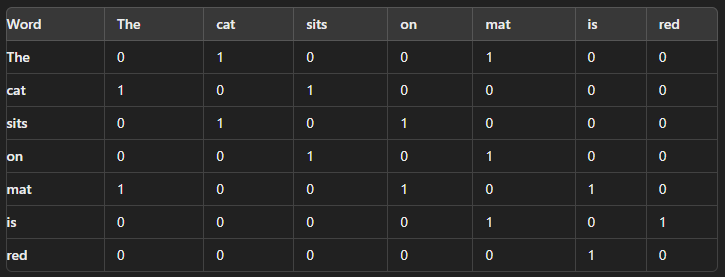 Word The cat sits on mat is red
The 0 1 0 0 1 0 0
cat 1 0 1 0 0 0 0
sits 0 1 0 1 0 0 0
on 0 0 1 0 1 0 0
mat 1 0 0 1 0 1 0
is 0 0 0 0 1 0 1
red 0 0 0 0 0 1 0